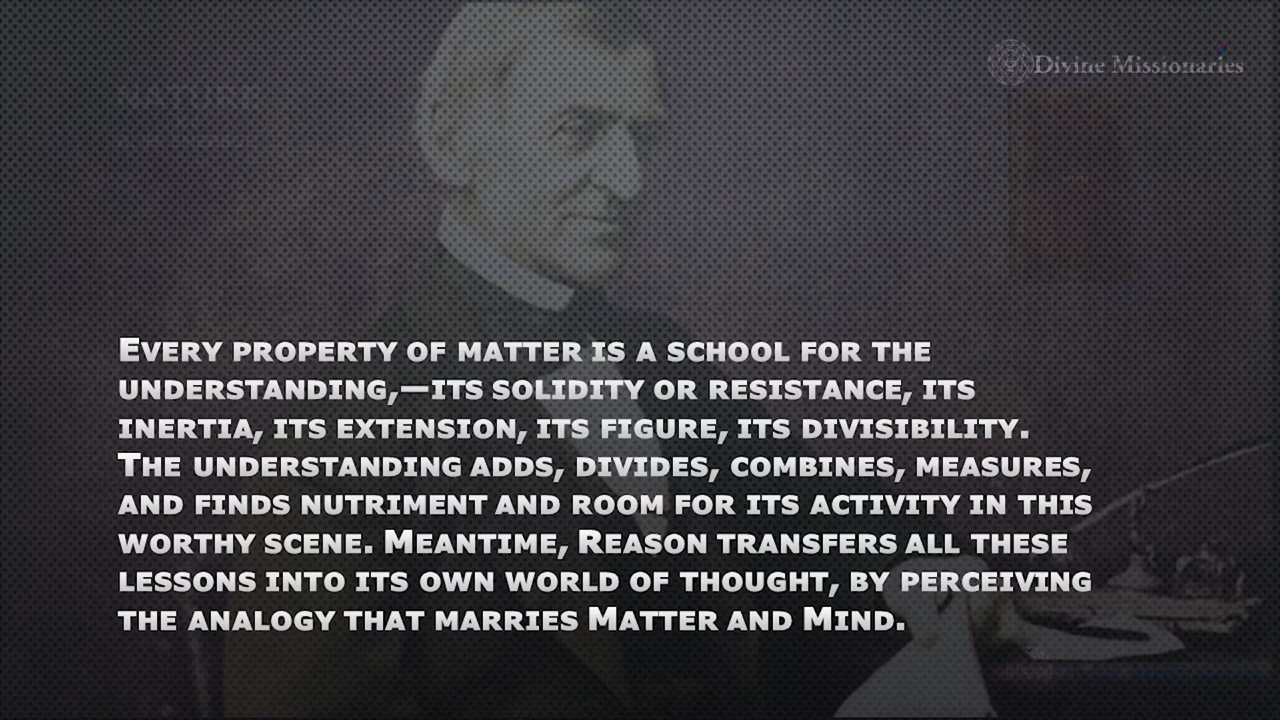 Divine Missionaries
Every property of matter is a school for the
understanding,—its solidity or resistance, its
inertia, its extension, its figure, its divisibility.
The understanding adds, divides, combines, measures,
and finds nutriment and room for its activity in this
worthy scene. Meantime, Reason transfers all these
lessons into its own world of thought, by perceiving
the analogy that marries Matter and Mind.